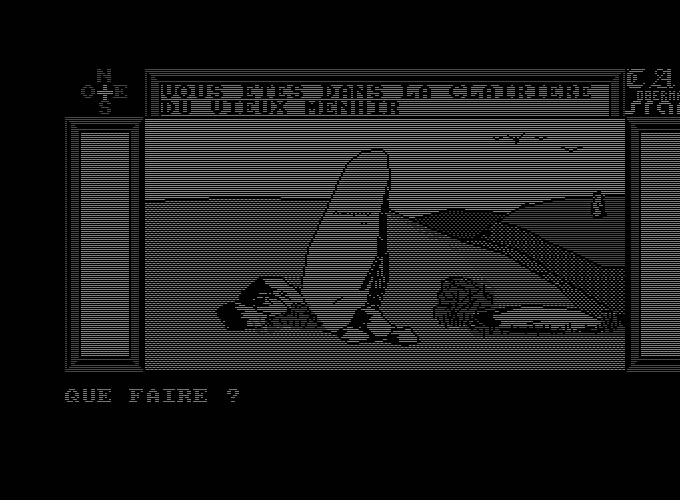 N
O E
S
VOUS ETES DANS LA CLAIRIERE
DU VIEUX MENHIR
QUE FAIRE ?